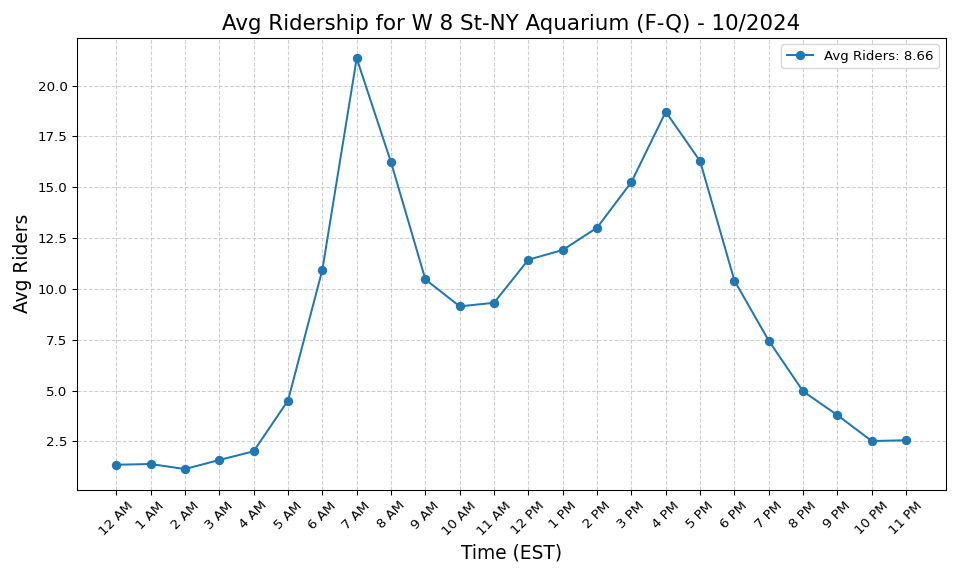 Avg Ridership for W 8 St-NY Aquarium (F-Q) - 10/2024
Avg Riders: 8.66
Avg Riders
20.0
17.5
15.0
12.5
10.0
7.5
5.0
2.5
12 AM
1 AM
2 AM
3 AM
4 AM
5 AM
6 AM
7 AM
8 AM
9 AM
10 AM
11 AM
12 PM
1 PM
2 PM
3 PM
4 PM
5 PM
6 PM
7 PM
8 PM
9 PM
10 PM
11 PM
Time (EST)